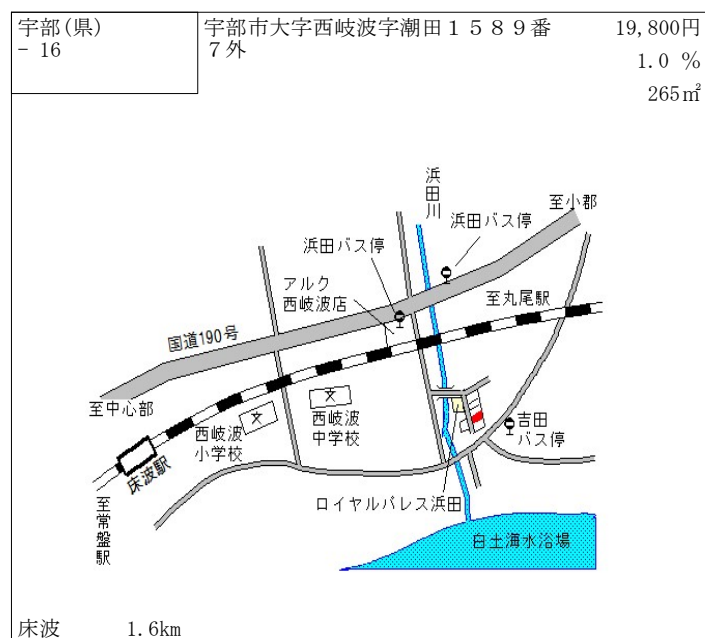 宇部(県)
- 16
宇部市大字西岐波字潮田１５８９番
７外
19,800円
1.0 %
265㎡
浜田川
至小郡
浜田バス停
浜田バス停
アルク
西岐波店
至丸尾駅
国道190号
至中心部
西岐波
小学校
西岐波
中学校
吉田
バス停
床波駅
ロイヤルパレス浜田
至常盤駅
白土海水浴場
床波 1.6km